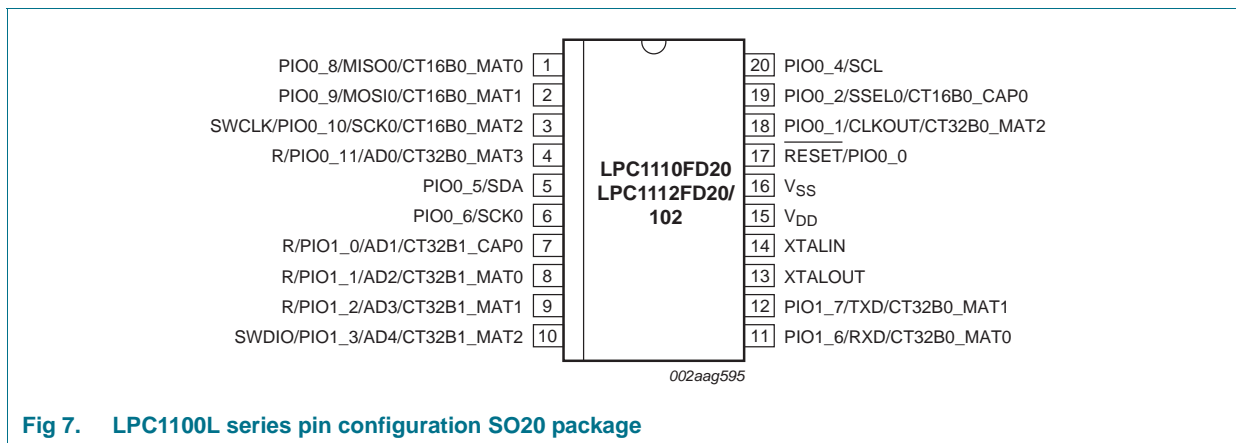 PIO0_8/MISO0/CT16B0_MAT0 1
PIO0_9/MOSI0/CT16B0_MAT1 2
SWCLK/PIO0_10/SCK0/CT16B0_MAT2 3
R/PIO0_11/AD0/CT32B0_MAT3 4
PIO0_5/SDA 5
PIO0_6/SCK0 6
R/PIO1_0/AD1/CT32B1_CAP0 7
R/PIO1_1/AD2/CT32B1_MAT0 8
R/PIO1_2/AD3/CT32B1_MAT1 9
SWDIO/PIO1_3/AD4/CT32B1_MAT2 10
LPC1110FD20
LPC1112FD20/
102
20 PIO0_4/SCL
19 PIO0_2/SSEL0/CT16B0_CAP0
18 PIO0_1/CLKOUT/CT32B0_MAT2
17 RESET/PIO0_0
16 VSS
15 VDD
14 XTALIN
13 XTALOUT
12 PIO1_7/TXD/CT32B0_MAT1
11 PIO1_6/RXD/CT32B0_MAT0
002aag595
Fig 7. LPC1100L series pin configuration SO20 package